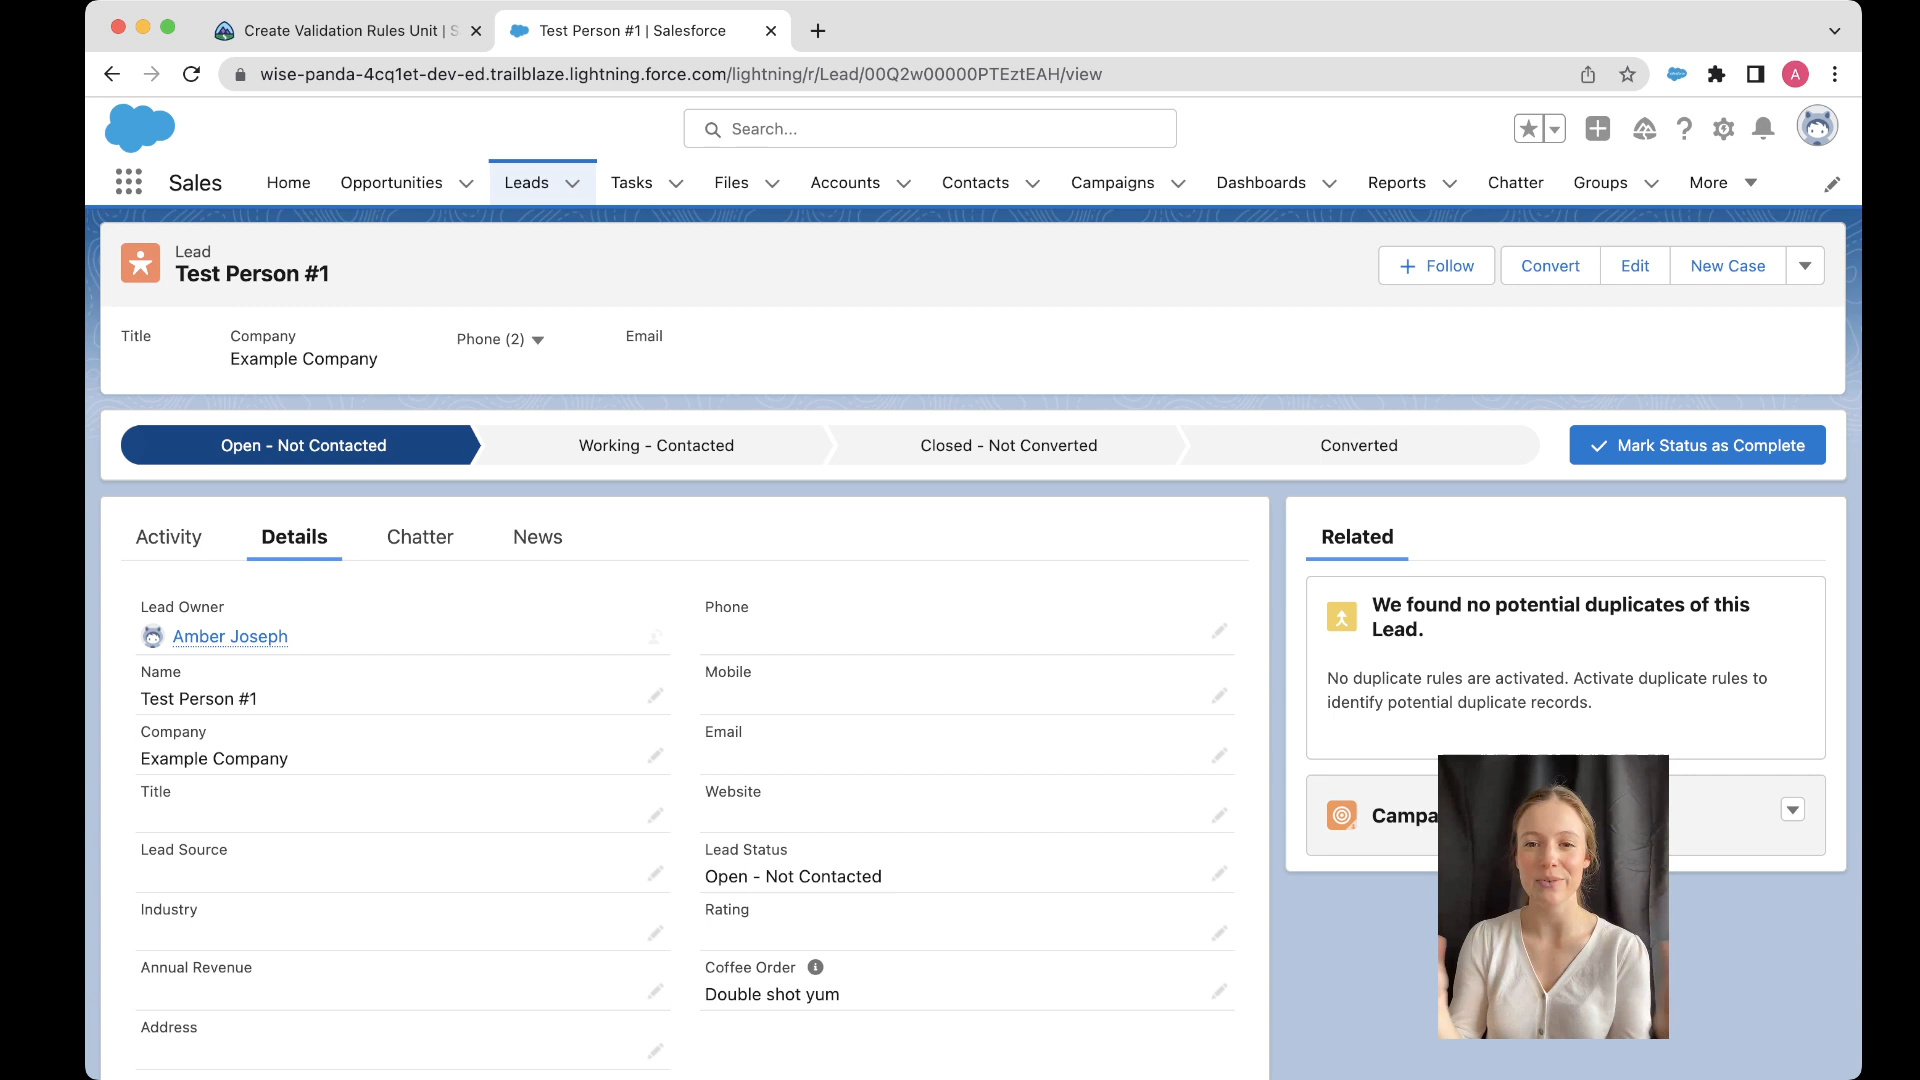 Create Validation Rules Unit | S
Test Person #1 | Salesforce
wise-panda-4cq1et-dev-ed.trailblaze.lightning.force.com/lightning/r/Lead/00Q2w00000PTEztEAH/view
A
Search...
Sales
Home
Opportunities
Leads
Tasks
Files
Accounts
Contacts
Campaigns
Dashboards
Reports
Chatter
Groups
More
Lead
Test Person #1
Follow
Convert
Edit
New Case
Title
Company
Phone (2)
Email
Example Company
Open - Not Contacted
Working - Contacted
Closed - Not Converted
Converted
Mark Status as Complete
Activity
Details
Chatter
News
Lead Owner
Amber Joseph
Phone
Name
Test Person #1
Mobile
Company
Example Company
Email
Title
Website
Lead Source
Lead Status
Open - Not Contacted
Industry
Rating
Annual Revenue
Coffee Order
Double shot yum
Address
Related
We found no potential duplicates of this
Lead.
No duplicate rules are activated. Activate duplicate rules to
identify potential duplicate records.
Campa